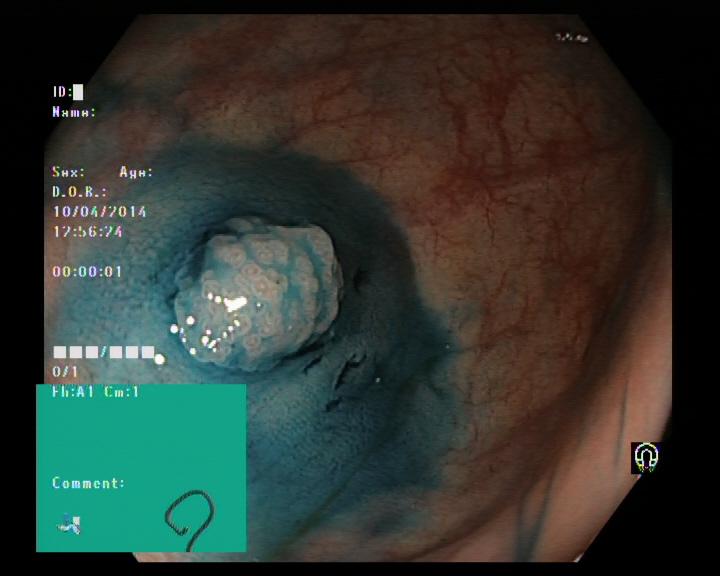 ID:
Name:
Sex: Age:
D.O.B.:
10/04/2014
12:56:24
00:00:01
/
0/1
Eh:A1 Cm:1
Comment: